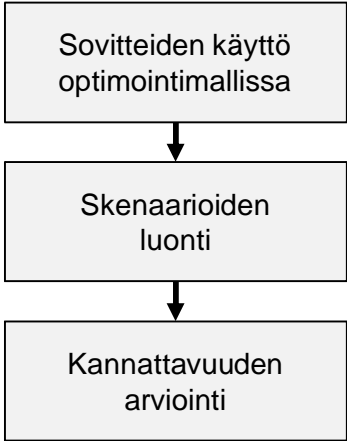 Sovitteiden käyttö
optimointimallissa
Skenaarioiden
luonti
Kannattavuuden
arviointi